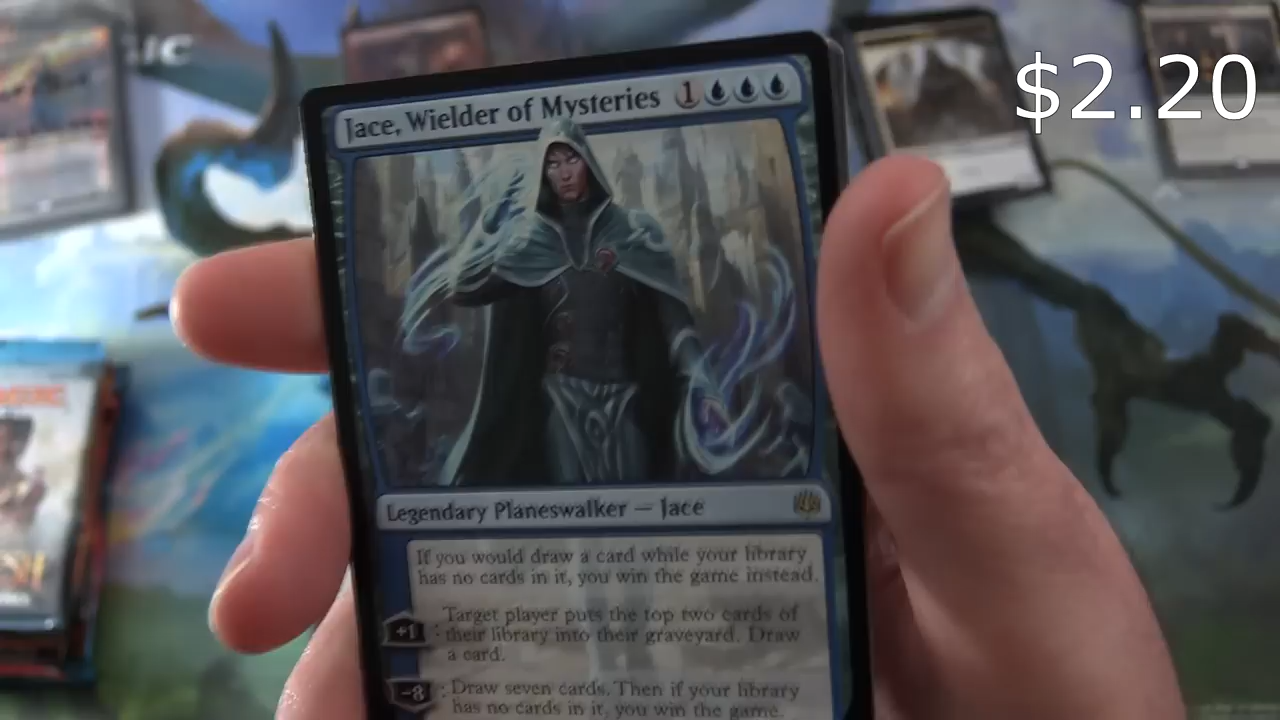 $2.20
Jace, Wielder of Mysteries 1
Legendary Planeswalker — Jace
If you would draw a card while your library
has no cards in it, you win the game instead.
+1: Target player puts the top two cards of
their library into their graveyard. Draw
a card.
-8: Draw seven cards. Then if your library
has no cards in it, you win the game.